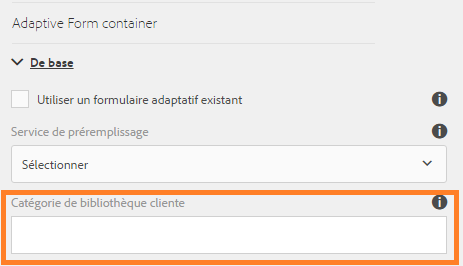 Adaptive Form container
De base
Utiliser un formulaire adaptatif existant
Service de préremplissage
Sélectionner
Catégorie de bibliothèque cliente